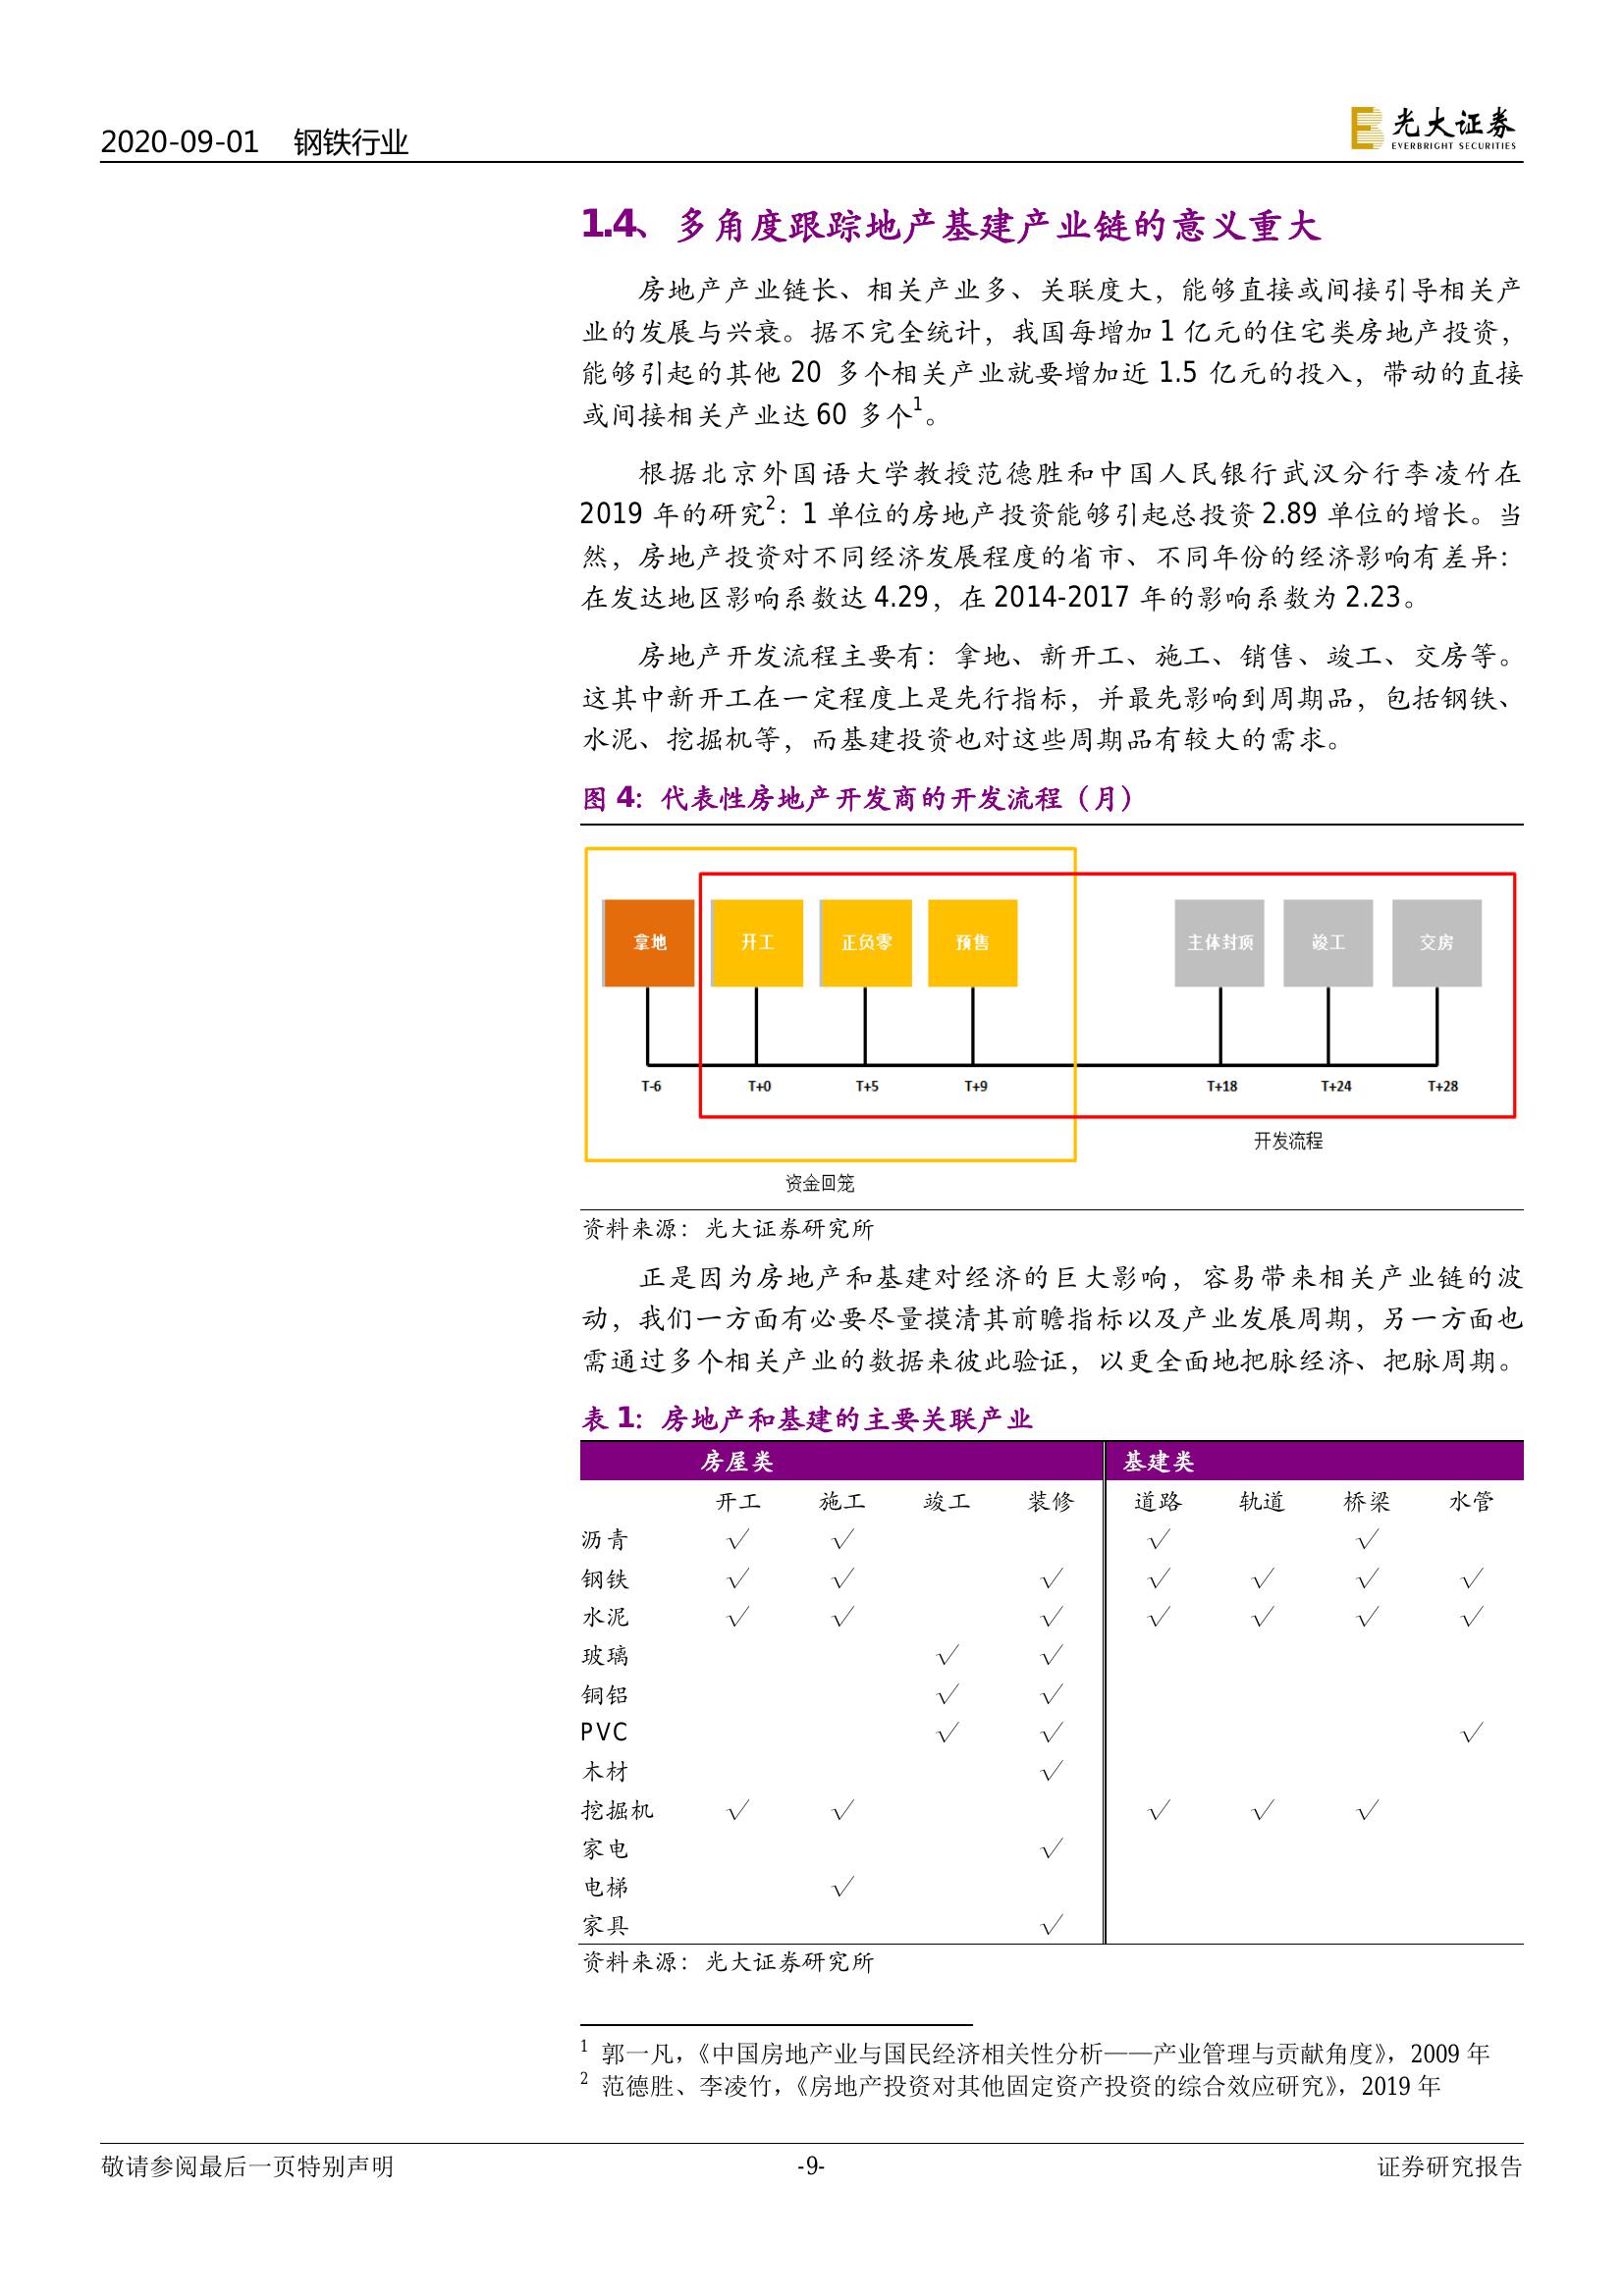 2020-09-01 钢铁行业
光大证券
EVERBRIGHT SECURITIES
1.4、多角度跟踪地产基建产业链的意义重大
房地产产业链长、相关产业多、关联度大，能够直接或间接引导相关产
业的发展与兴衰。据不完全统计，我国每增加 1 亿元的住宅类房地产投资，
能够引起的其他 20 多个相关产业就要增加近 1.5 亿元的投入，带动的直接
或间接相关产业达 60 多个1。
根据北京外国语大学教授范德胜和中国人民银行武汉分行李凌竹在
2019 年的研究2：1 单位的房地产投资能够引起总投资 2.89 单位的增长。当
然，房地产投资对不同经济发展程度的省市、不同年份的经济影响有差异：
在发达地区影响系数达 4.29，在 2014-2017 年的影响系数为 2.23。
房地产开发流程主要有：拿地、新开工、施工、销售、竣工、交房等。
这其中新开工在一定程度上是先行指标，并最先影响到周期品，包括钢铁、
水泥、挖掘机等，而基建投资也对这些周期品有较大的需求。
图 4：代表性房地产开发商的开发流程（月）
拿地 开工 正负零 预售 主体封顶 竣工 交房
T-6 T+0 T+5 T+9 T+18 T+24 T+28
开发流程
资金回笼
资料来源：光大证券研究所
正是因为房地产和基建对经济的巨大影响，容易带来相关产业链的波
动，我们一方面有必要尽量摸清其前瞻指标以及产业发展周期，另一方面也
需通过多个相关产业的数据来彼此验证，以更全面地把脉经济、把脉周期。
表 1：房地产和基建的主要关联产业
房屋类 基建类
开工 施工 竣工 装修 道路 轨道 桥梁 水管
沥青 √ √ √ √
钢铁 √ √ √ √ √ √ √
水泥 √ √ √ √ √ √ √
玻璃 √ √
铜铝 √ √
PVC √ √ √
木材 √
挖掘机 √ √ √ √ √
家电 √
电梯 √
家具 √
资料来源：光大证券研究所
1 郭一凡，《中国房地产业与国民经济相关性分析——产业管理与贡献角度》，2009 年
2 范德胜、李凌竹，《房地产投资对其他固定资产投资的综合效应研究》，2019 年
敬请参阅最后一页特别声明 -9- 证券研究报告